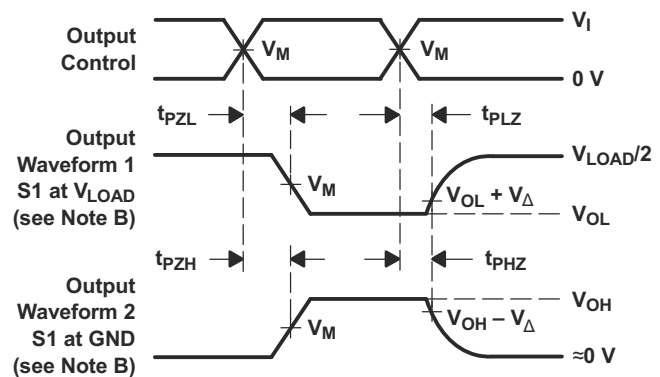 Output
Control
V_I
V_M
V_M
0 V
t_PZL
t_PLZ
Output
Waveform 1
S1 at V_LOAD
(see Note B)
V_LOAD/2
V_M
V_OL + V_Δ
V_OL
t_PZH
t_PHZ
Output
Waveform 2
S1 at GND
(see Note B)
V_OH
V_M
V_OH – V_Δ
≈0 V